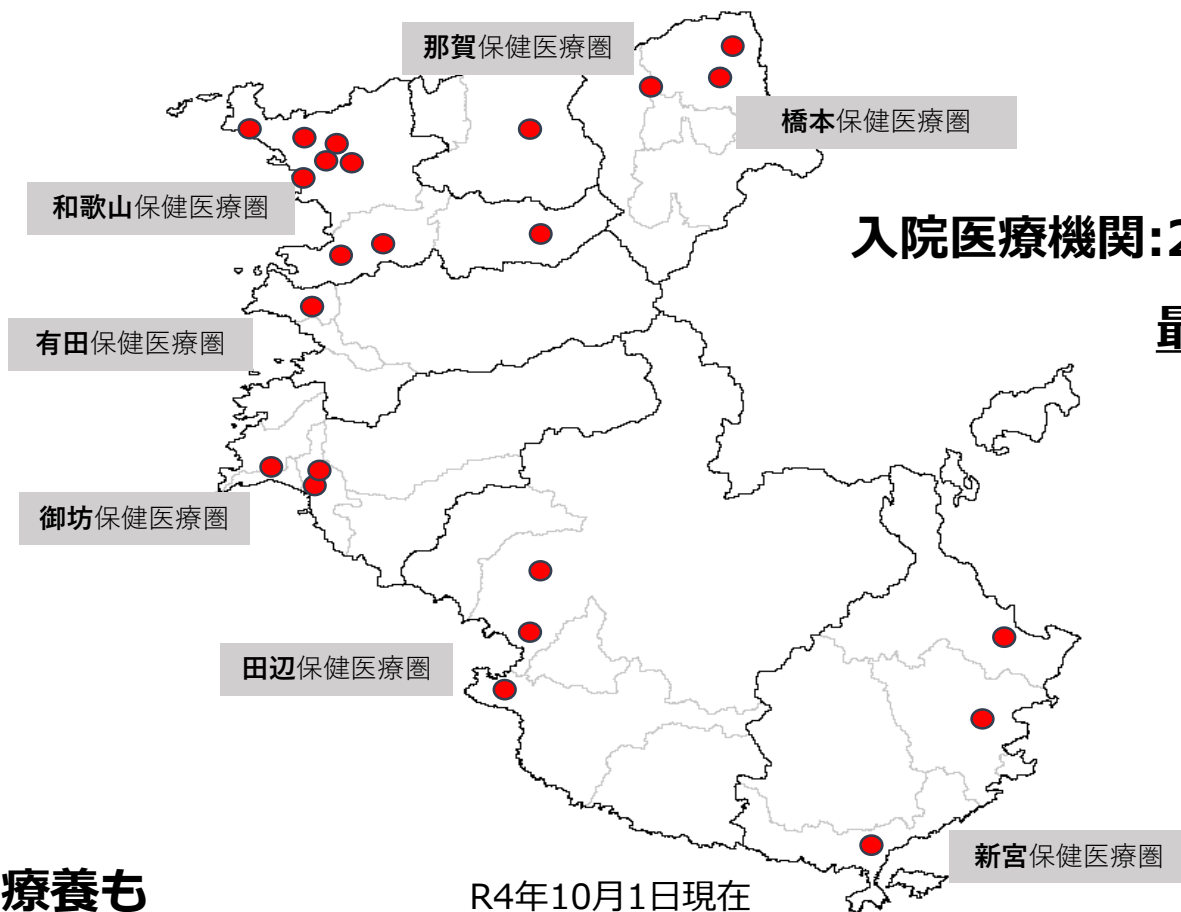 那賀保健医療圏
橋本保健医療圏
和歌山保健医療圏
入院医療機関:2
最
有田保健医療圏
御坊保健医療圏
田辺保健医療圏
新宮保健医療圏
療養も
R4年10月1日現在